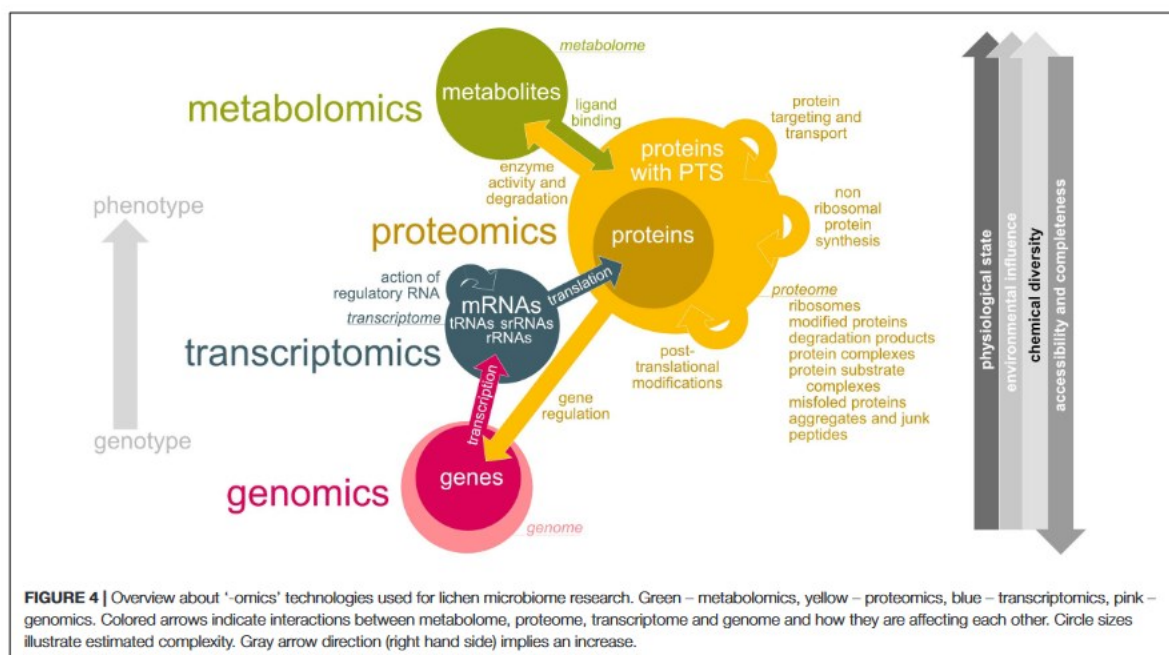 metabolome
metabolites
metabolomics
ligand
binding
protein
targeting and
transport
proteins
with PTS
enzyme
activity and
degradation
phenotype
non
ribosomal
protein
synthesis
proteomics
proteins
action of
regulatory RNA
translation
mRNAs
tRNAs srRNAs
rRNAs
transcriptome
proteome
ribosomes
modified proteins
degradation products
protein complexes
protein substrate
complexes
misfoled proteins
aggregates and junk
peptides
transcriptomics
post-
translational
modifications
transcription
gene
regulation
genotype
genes
genomics
genome
physiological state
environmental influence
chemical diversity
accessibility and completeness
FIGURE 4 | Overview about ‘-omics’ technologies used for lichen microbiome research. Green – metabolomics, yellow – proteomics, blue – transcriptomics, pink –
genomics. Colored arrows indicate interactions between metabolome, proteome, transcriptome and genome and how they are affecting each other. Circle sizes
illustrate estimated complexity. Gray arrow direction (right hand side) implies an increase.